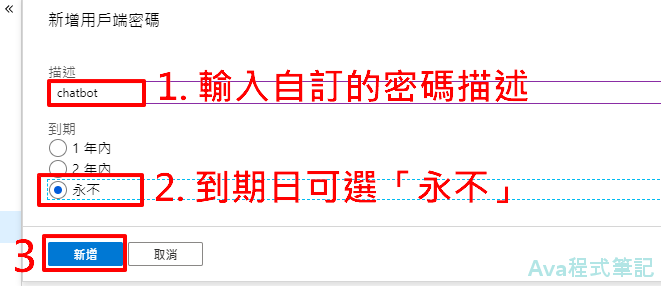 «
新增用戶端密碼
描述
chatbot
1. 輸入自訂的密碼描述
到期
1 年內
2 年內
永不
2. 到期日可選「永不」
3
新增
取消
Ava程式筆記